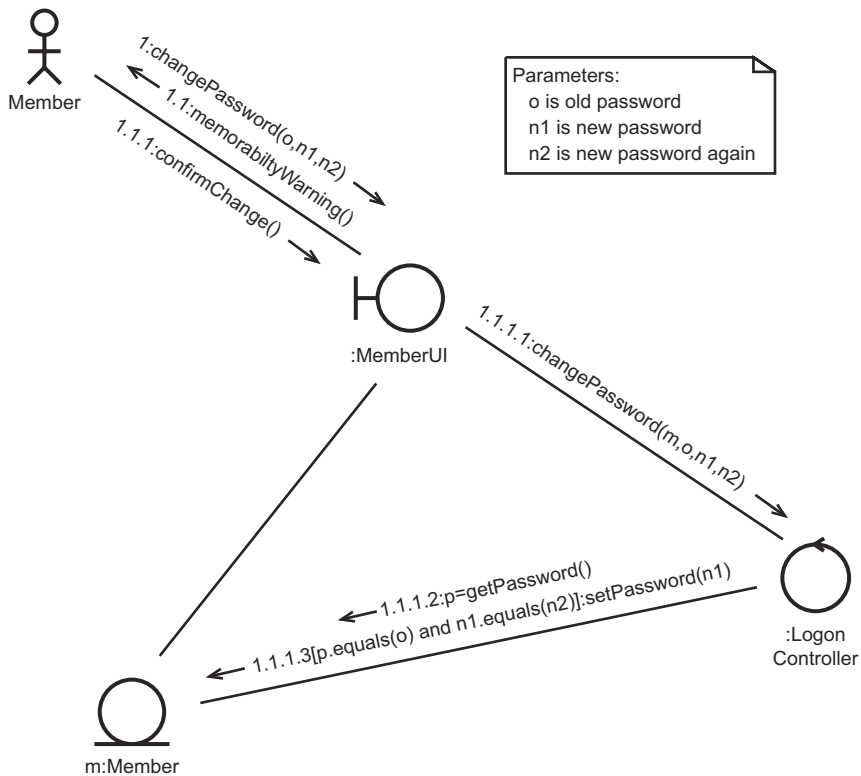 Member
1:changePassword(o,n1,n2)
1.1:memorabiltyWarning()
1.1.1:confirmChange()
Parameters:
o is old password
n1 is new password
n2 is new password again
:MemberUI
1.1.1.1:changePassword(m,o,n1,n2)
1.1.1.2:p=getPassword()
1.1.1.3[p.equals(o) and n1.equals(n2)]:setPassword(n1)
:Logon
Controller
m:Member